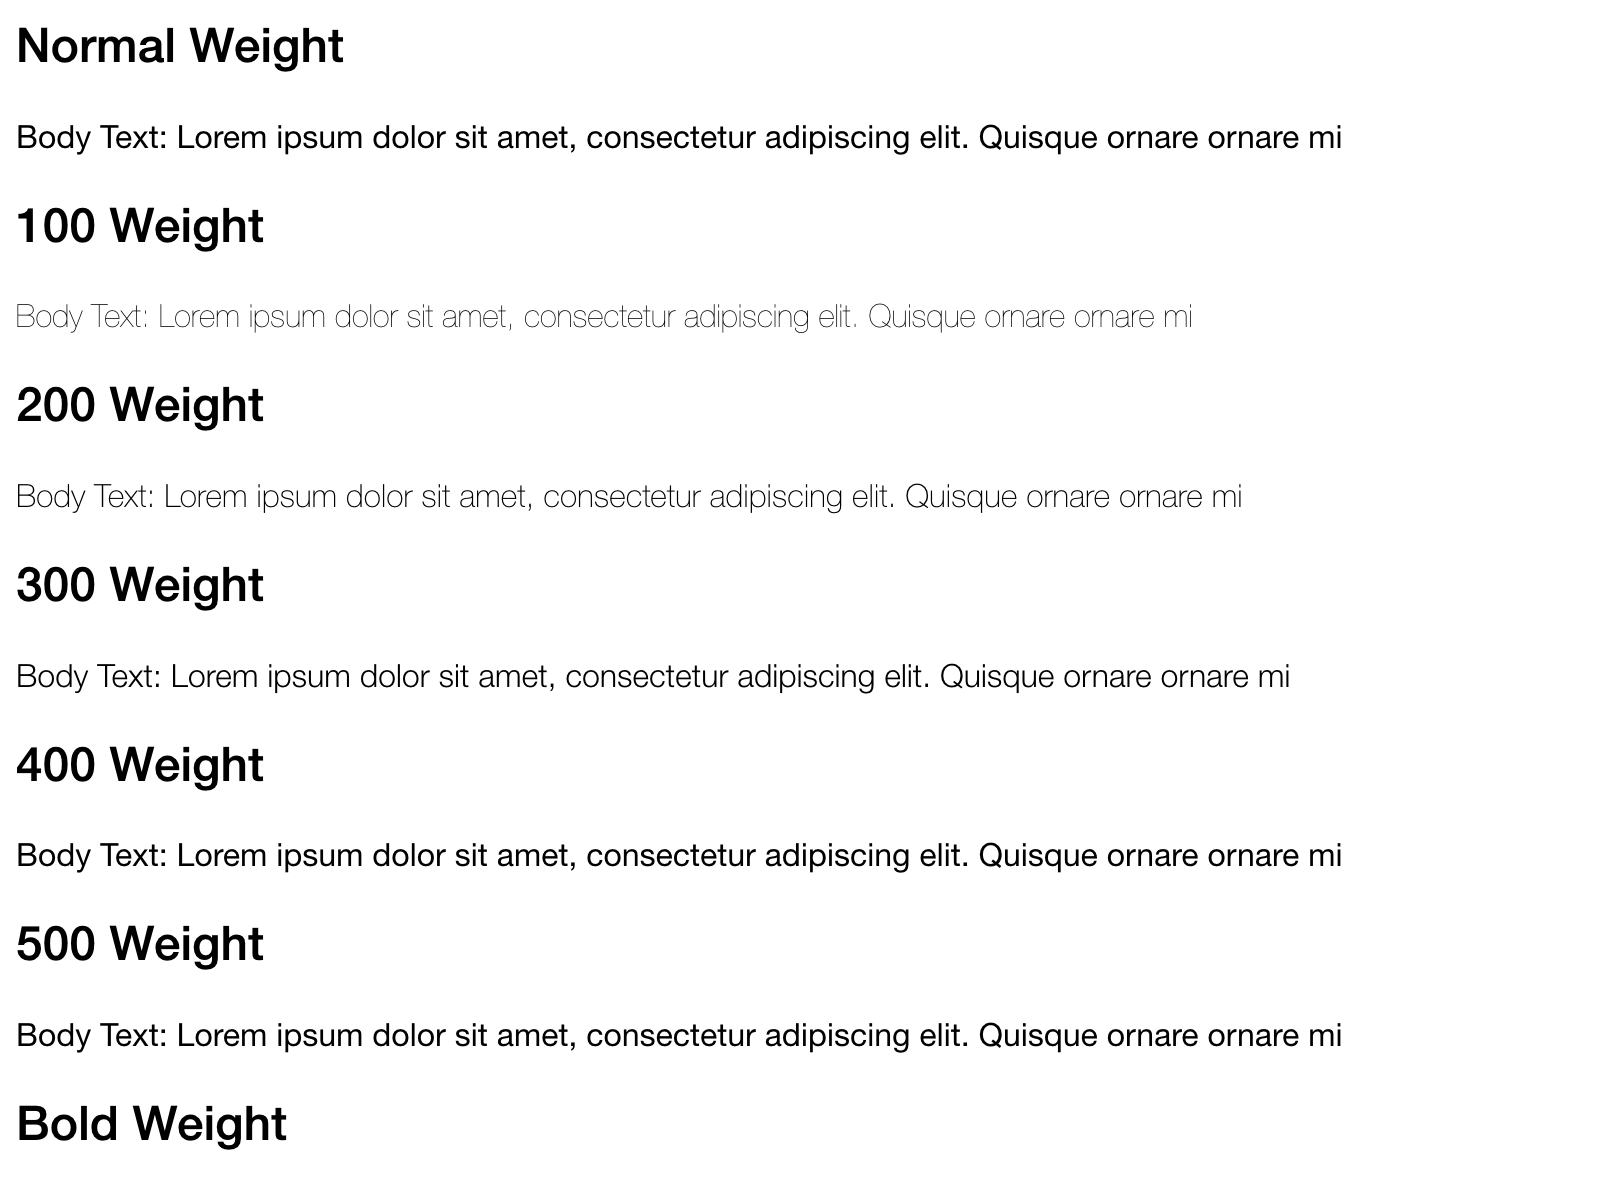 Normal Weight
Body Text: Lorem ipsum dolor sit amet, consectetur adipiscing elit. Quisque ornare ornare mi
100 Weight
Body Text: Lorem ipsum dolor sit amet, consectetur adipiscing elit. Quisque ornare ornare mi
200 Weight
Body Text: Lorem ipsum dolor sit amet, consectetur adipiscing elit. Quisque ornare ornare mi
300 Weight
Body Text: Lorem ipsum dolor sit amet, consectetur adipiscing elit. Quisque ornare ornare mi
400 Weight
Body Text: Lorem ipsum dolor sit amet, consectetur adipiscing elit. Quisque ornare ornare mi
500 Weight
Body Text: Lorem ipsum dolor sit amet, consectetur adipiscing elit. Quisque ornare ornare mi
Bold Weight